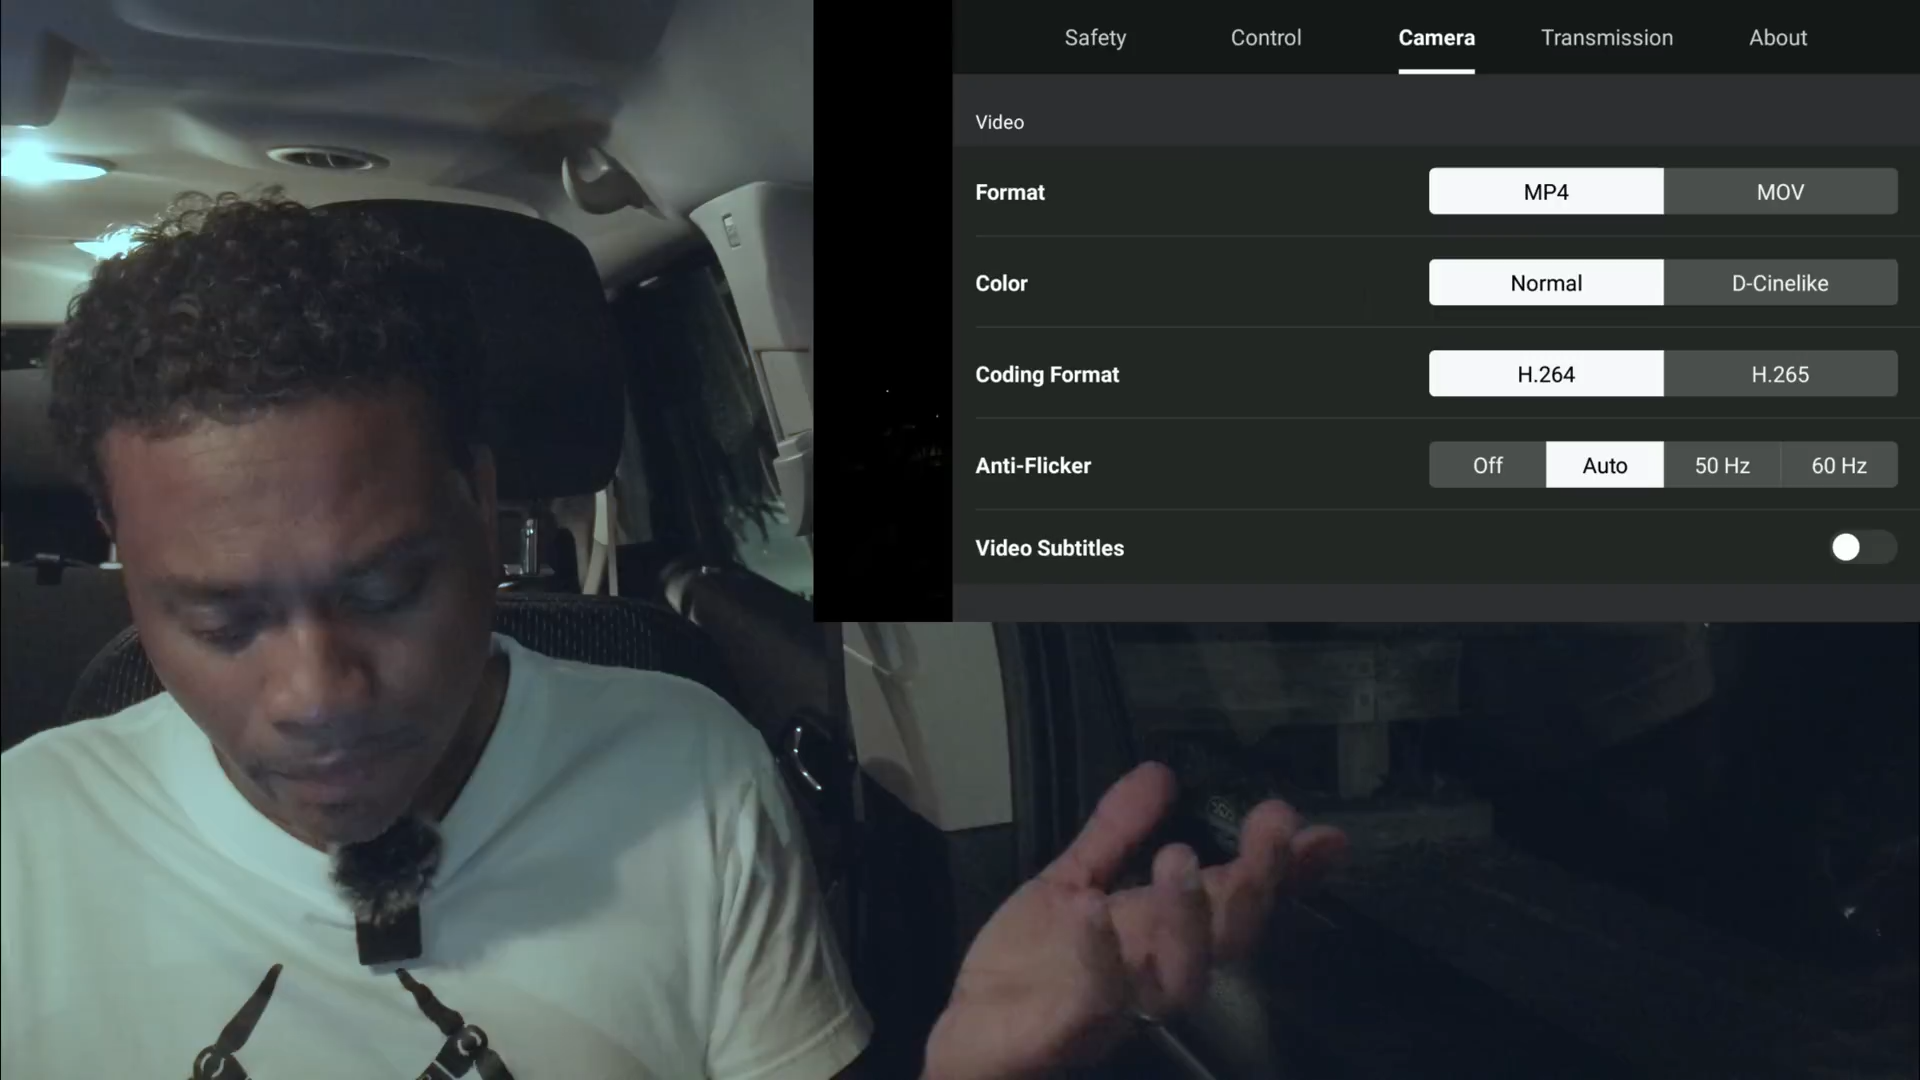 Safety Control Camera Transmission About
Video
Format MP4 MOV
Color Normal D-Cinelike
Coding Format H.264 H.265
Anti-Flicker Off Auto 50 Hz 60 Hz
Video Subtitles